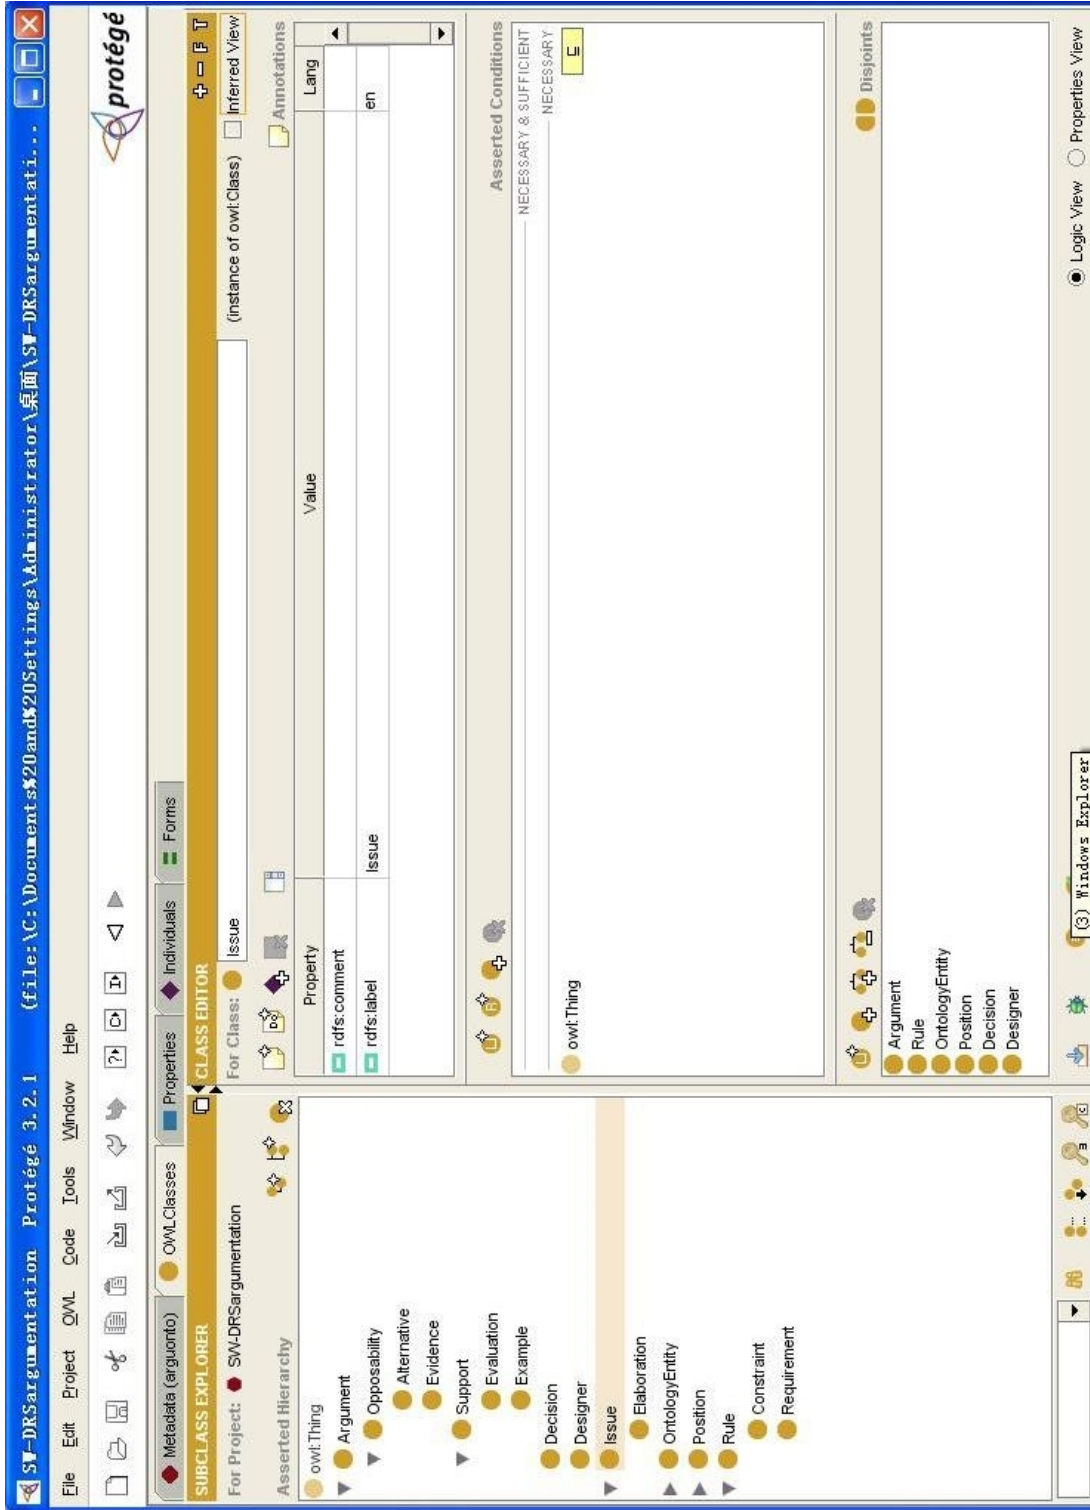 SW-DRSargumentation Protégé 3.2.1 (file:\C:\Documents%20and%20Settings\Administrator\桌面\SW-DRSargumentati...
File Edit Project OWL Code Tools Window Help
protégé
Metadata (arguonto) OWLClasses Properties Individuals Forms
SUBCLASS EXPLORER
For Project: SW-DRSargumentation
Asserted Hierarchy
owl:Thing
Argument
Opposability
Alternative
Evidence
Support
Evaluation
Example
Decision
Designer
Issue
Elaboration
OntologyEntity
Position
Rule
Constraint
Requirement
CLASS EDITOR
+ − F T
For Class: Issue (instance of owl:Class) Inferred View
Annotations
Property Value Lang
rdfs:comment
rdfs:label Issue en
Asserted Conditions
NECESSARY & SUFFICIENT
NECESSARY
owl:Thing ⊑
Disjoints
Argument
Rule
OntologyEntity
Position
Decision
Designer
(3) Windows Explorer
Logic View Properties View